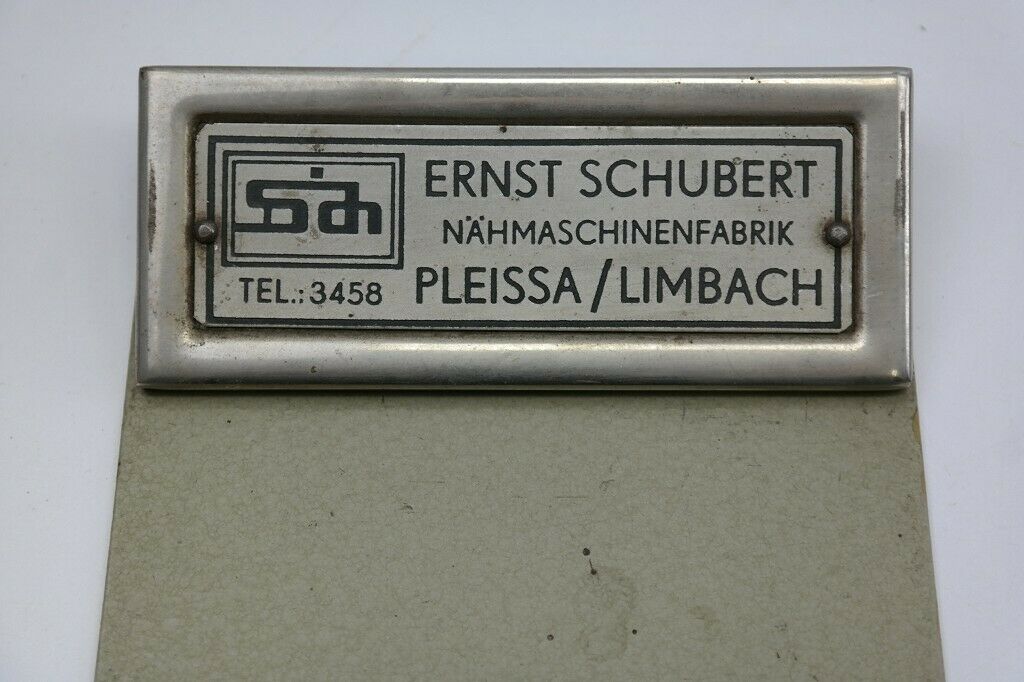 ERNST SCHUBERT
NÄHMASCHINENFABRIK
TEL.: 3458 PLEISSA/LIMBACH